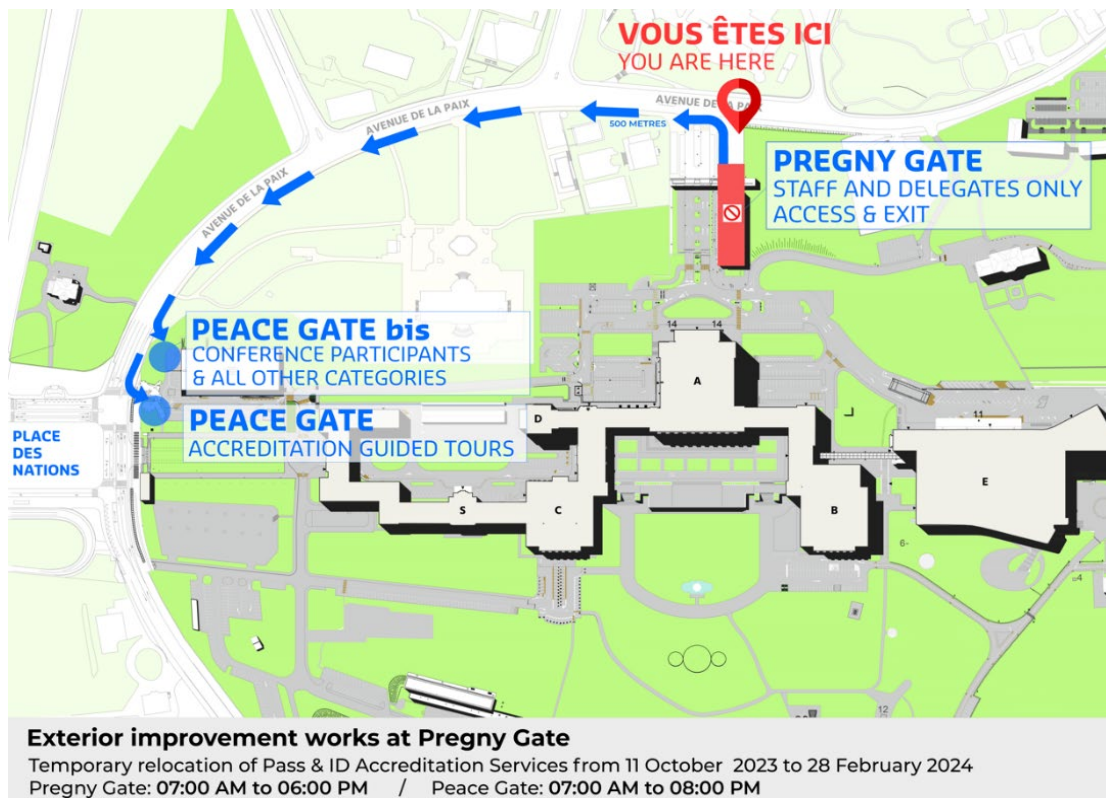 VOUS ÊTES ICI
YOU ARE HERE
AVENUE DE LA PA
AVENUE DE LA PAIX
500 METRES
PREGNY GATE
STAFF AND DELEGATES ONLY
ACCESS & EXIT
AVENUE DE LA PAIX
PEACE GATE bis
CONFERENCE PARTICIPANTS
& ALL OTHER CATEGORIES
14 14
A
PEACE GATE
ACCREDITATION GUIDED TOURS
D
11
PLACE
DES
NATIONS
E
S
C
B
6
4
12
Exterior improvement works at Pregny Gate
Temporary relocation of Pass & ID Accreditation Services from 11 October 2023 to 28 February 2024
Pregny Gate: 07:00 AM to 06:00 PM / Peace Gate: 07:00 AM to 08:00 PM